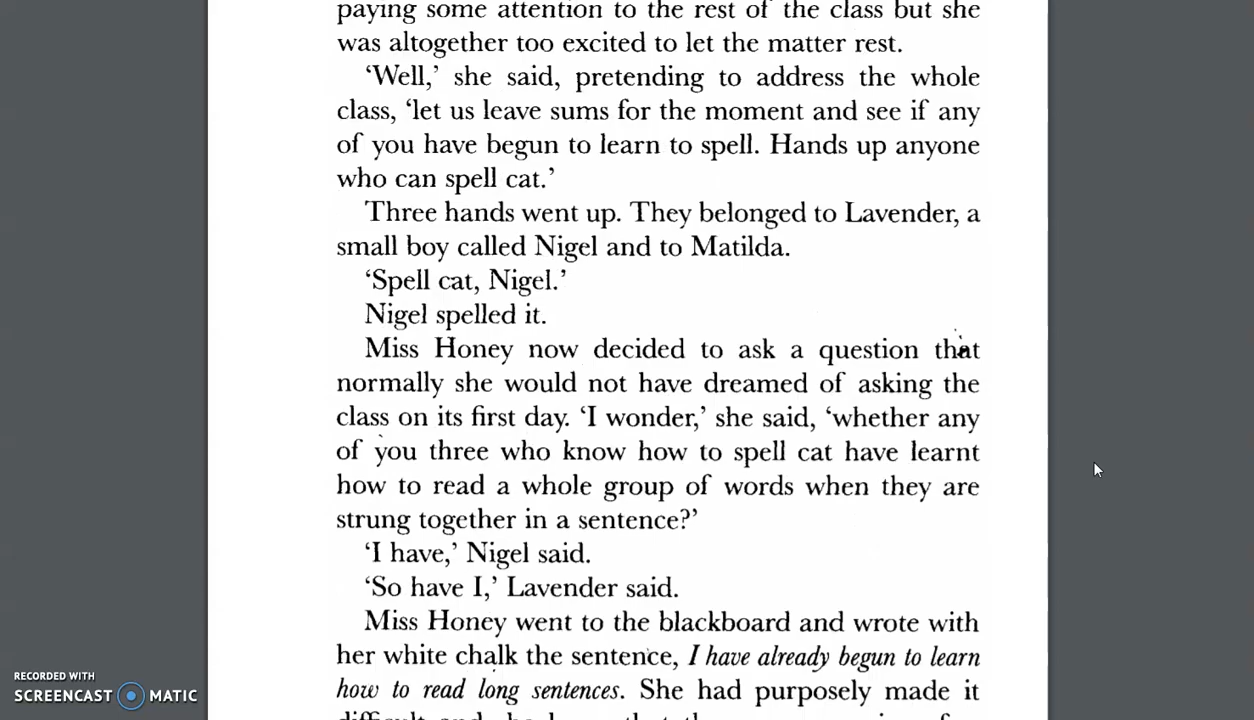 paying some attention to the rest of the class but she
was altogether too excited to let the matter rest.
‘Well,’ she said, pretending to address the whole
class, ‘let us leave sums for the moment and see if any
of you have begun to learn to spell. Hands up anyone
who can spell cat.’
Three hands went up. They belonged to Lavender, a
small boy called Nigel and to Matilda.
‘Spell cat, Nigel.’
Nigel spelled it.
Miss Honey now decided to ask a question that
normally she would not have dreamed of asking the
class on its first day. ‘I wonder,’ she said, ‘whether any
of you three who know how to spell cat have learnt
how to read a whole group of words when they are
strung together in a sentence?’
‘I have,’ Nigel said.
‘So have I,’ Lavender said.
Miss Honey went to the blackboard and wrote with
her white chalk the sentence, I have already begun to learn
how to read long sentences. She had purposely made it
RECORDED WITH
SCREENCAST MATIC